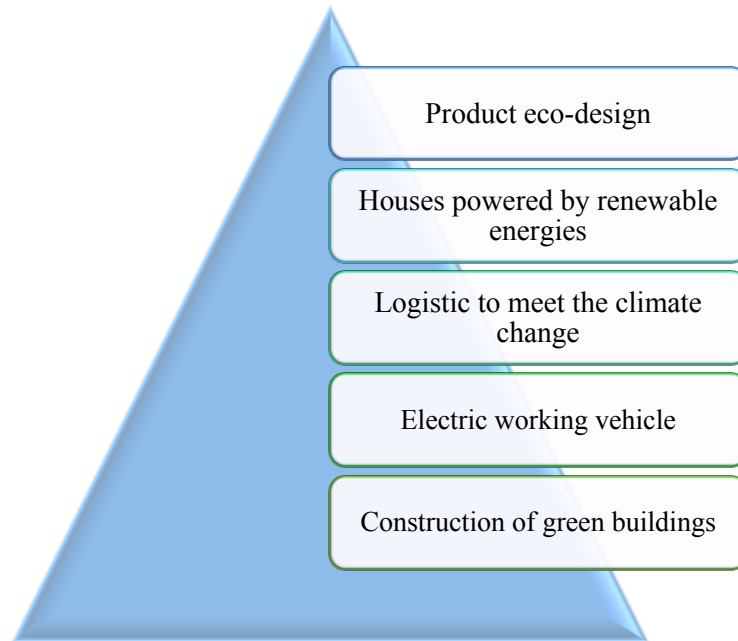 Product eco-design
Houses powered by renewable
energies
Logistic to meet the climate
change
Electric working vehicle
Construction of green buildings